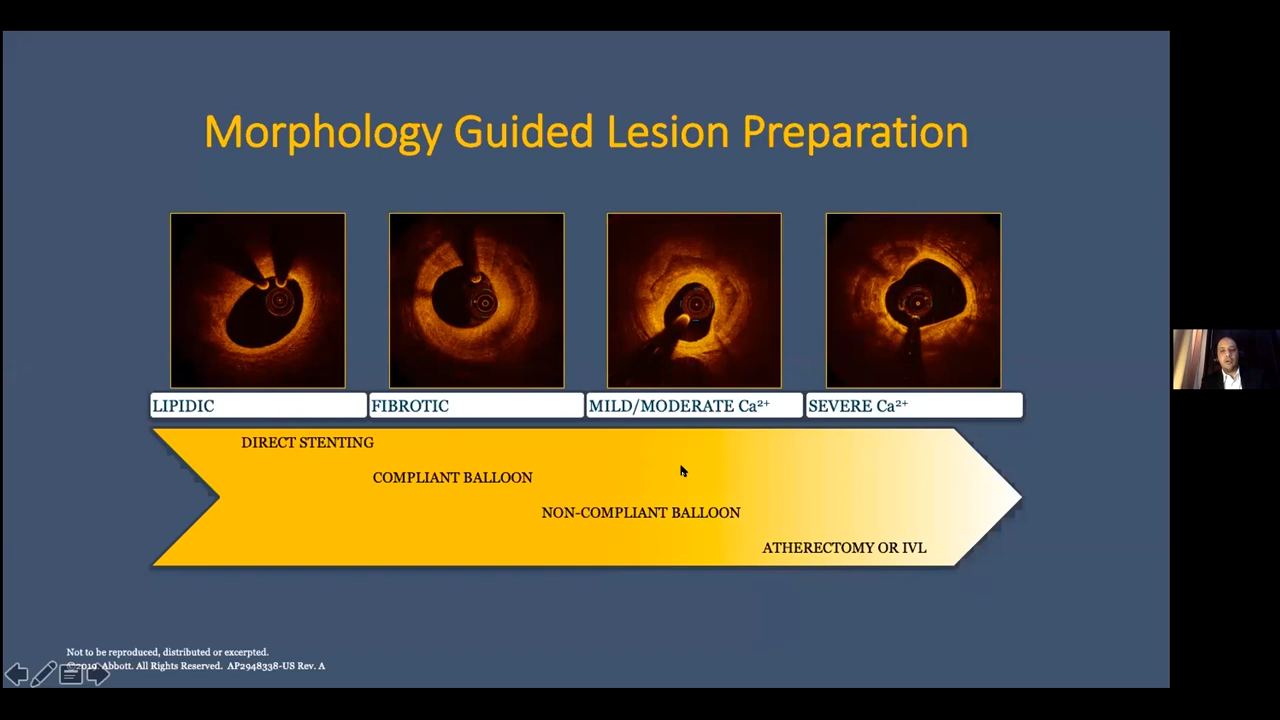 Morphology Guided Lesion Preparation
LIPIDIC
FIBROTIC
MILD/MODERATE Ca²⁺
SEVERE Ca²⁺
DIRECT STENTING
COMPLIANT BALLOON
NON-COMPLIANT BALLOON
ATHERECTOMY OR IVL
Not to be reproduced, distributed or excerpted.
©2019 Abbott. All Rights Reserved. AP2948338-US Rev. A